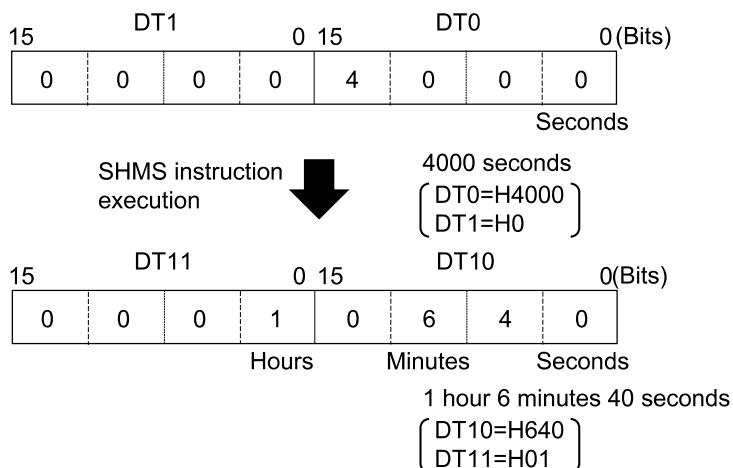 DT1 DT0
15 0 15 0 (Bits)
0 0 0 0 4 0 0 0
Seconds
SHMS instruction
execution
4000 seconds
DT0=H4000
DT1=H0
DT11 DT10
15 0 15 0(Bits)
0 0 0 1 0 6 4 0
Hours Minutes Seconds
1 hour 6 minutes 40 seconds
DT10=H640
DT11=H01